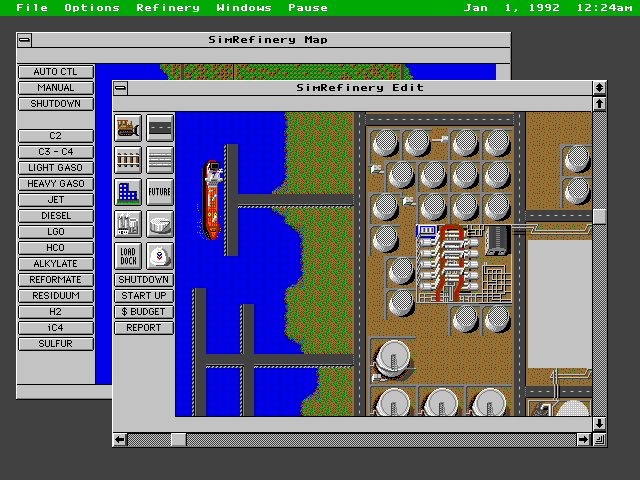 File Options Refinery Windows Pause Jan 1, 1992 12:24am
SimRefinery Map
AUTO CTL
MANUAL
SHUTDOWN
C2
C3 - C4
LIGHT GASO
HEAVY GASO
JET
DIESEL
LGO
HCO
ALKYLATE
REFORMATE
RESIDUUM
H2
iC4
SULFUR
SimRefinery Edit
FUTURE
LOAD
DOCK
SHUTDOWN
START UP
$ BUDGET
REPORT